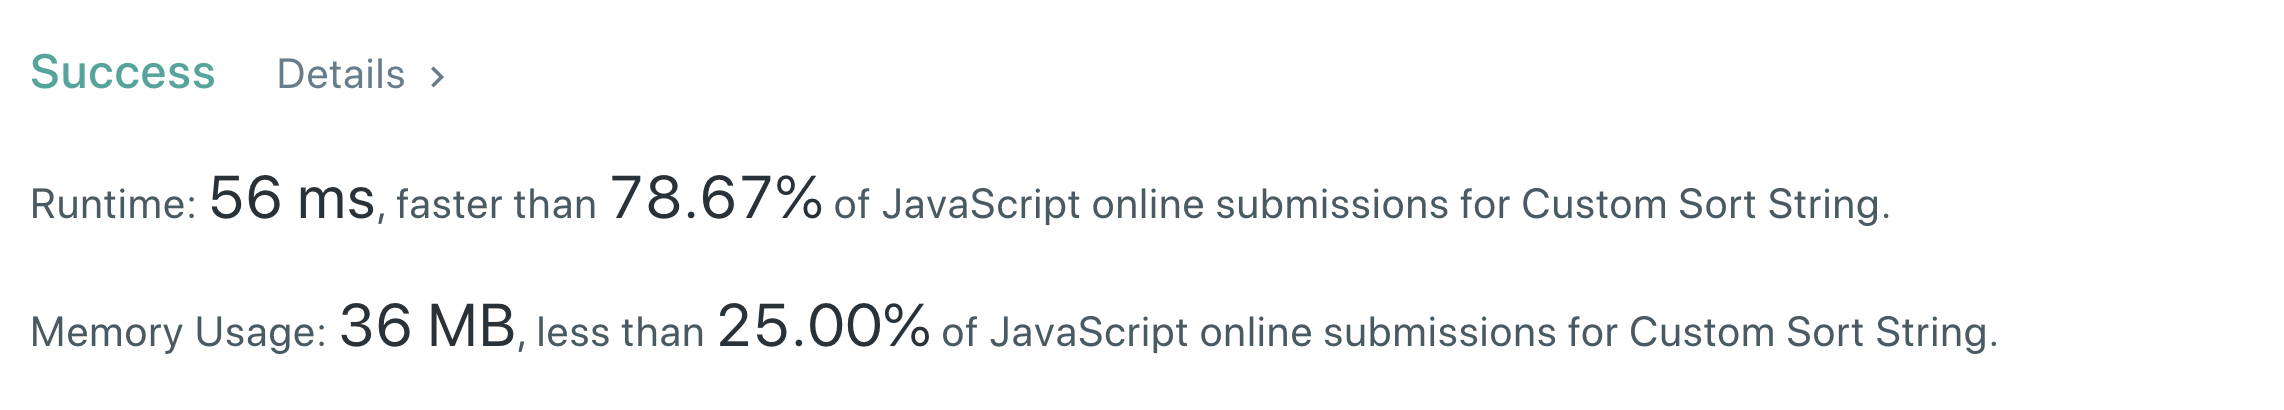 Success Details >
Runtime: 56 ms, faster than 78.67% of JavaScript online submissions for Custom Sort String.
Memory Usage: 36 MB, less than 25.00% of JavaScript online submissions for Custom Sort String.